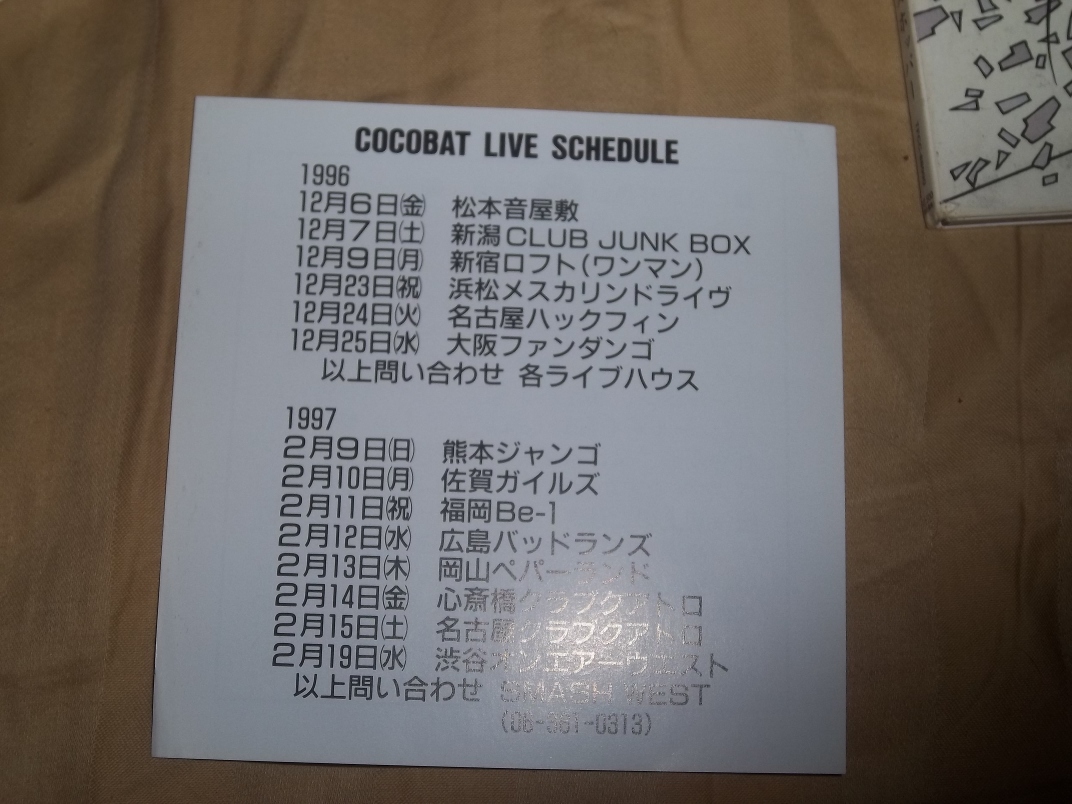 COCOBAT LIVE SCHEDULE
1996
12月6日㈮ 松本音屋敷
12月7日㈯ 新潟CLUB JUNK BOX
12月9日㈪ 新宿ロフト(ワンマン)
12月23日㈷ 浜松メスカリンドライヴ
12月24日㈫ 名古屋ハックフィン
12月25日㈬ 大阪ファンダンゴ
以上問い合わせ 各ライブハウス
1997
2月9日㈰ 熊本ジャンゴ
2月10日㈪ 佐賀ガイルズ
2月11日㈷ 福岡Be-1
2月12日㈬ 広島バッドランズ
2月13日㈭ 岡山ペパーランド
2月14日㈮ 心斎橋クラブクアトロ
2月15日㈯ 名古屋クラブクアトロ
2月19日㈬ 渋谷オンエアーウエスト
以上問い合わせ SMASH WEST
(06-361-0313)